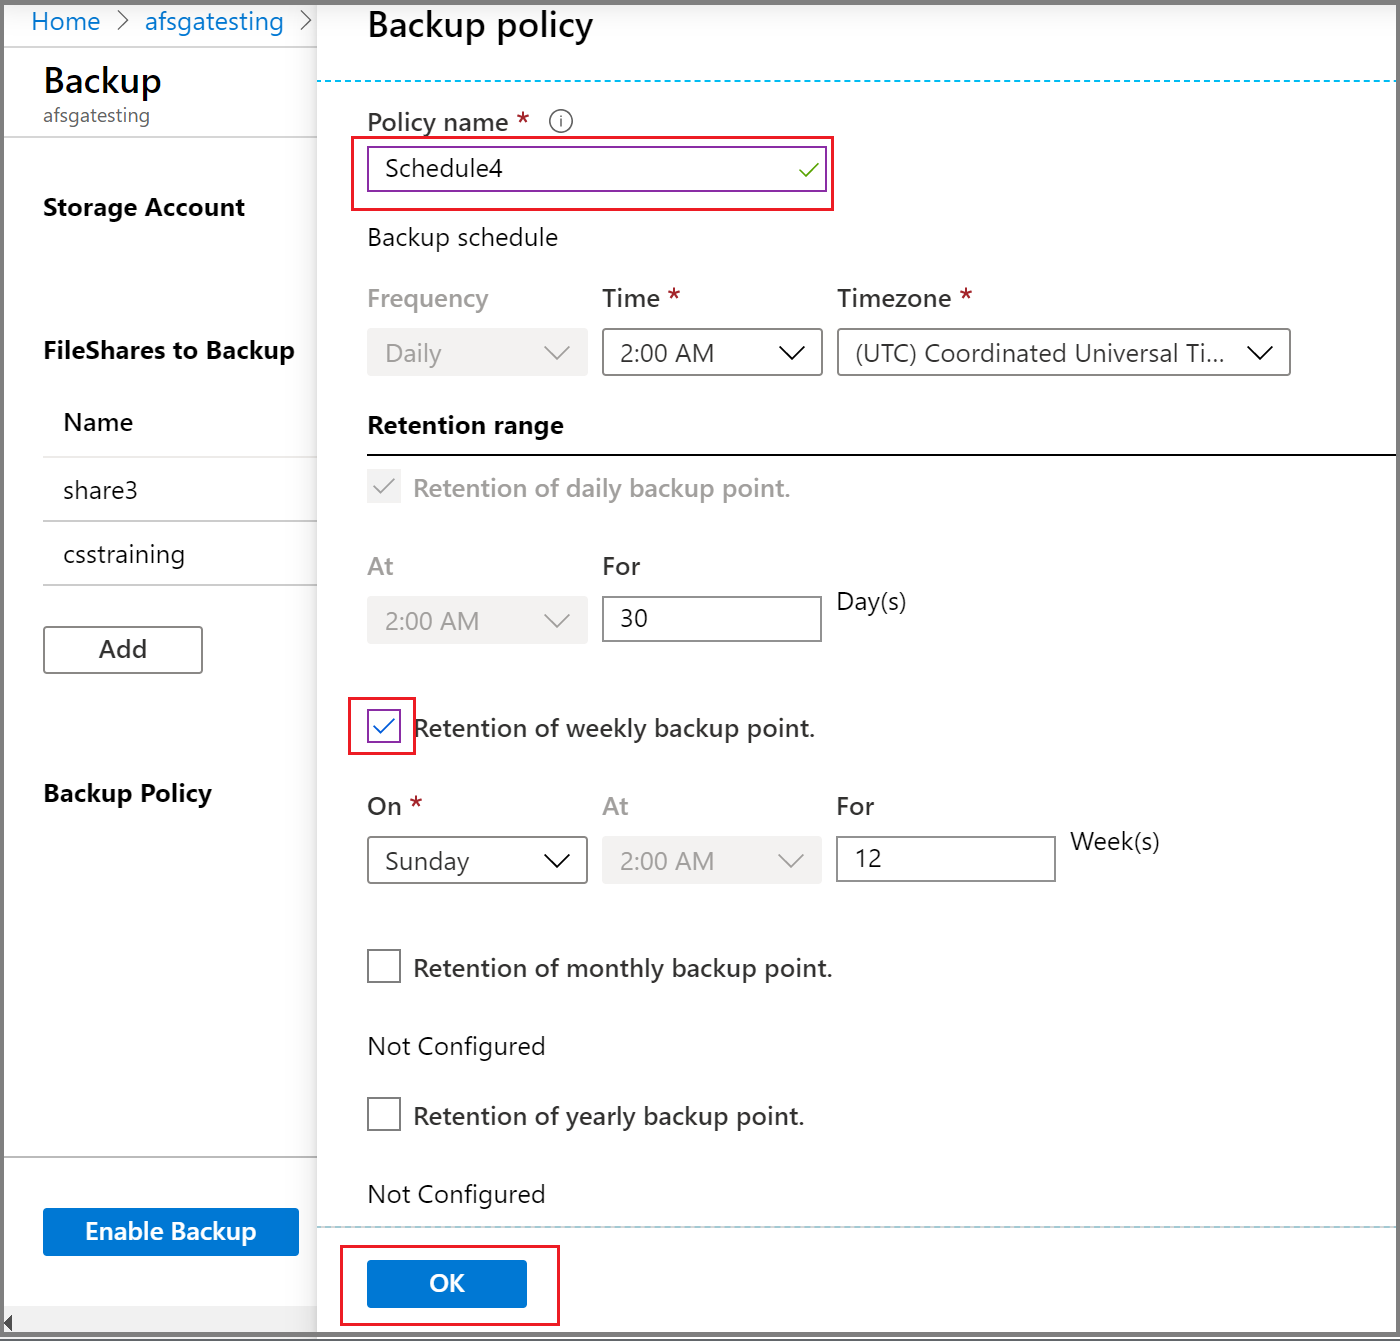 Home > afsgatesting >
Backup
afsgatesting
Storage Account
FileShares to Backup
Name
share3
csstraining
Add
Backup Policy
Enable Backup
Backup policy
Policy name *
Schedule4
Backup schedule
Frequency Time * Timezone *
Daily 2:00 AM (UTC) Coordinated Universal Ti...
Retention range
Retention of daily backup point.
At For
2:00 AM 30 Day(s)
Retention of weekly backup point.
On * At For
Sunday 2:00 AM 12 Week(s)
Retention of monthly backup point.
Not Configured
Retention of yearly backup point.
Not Configured
OK